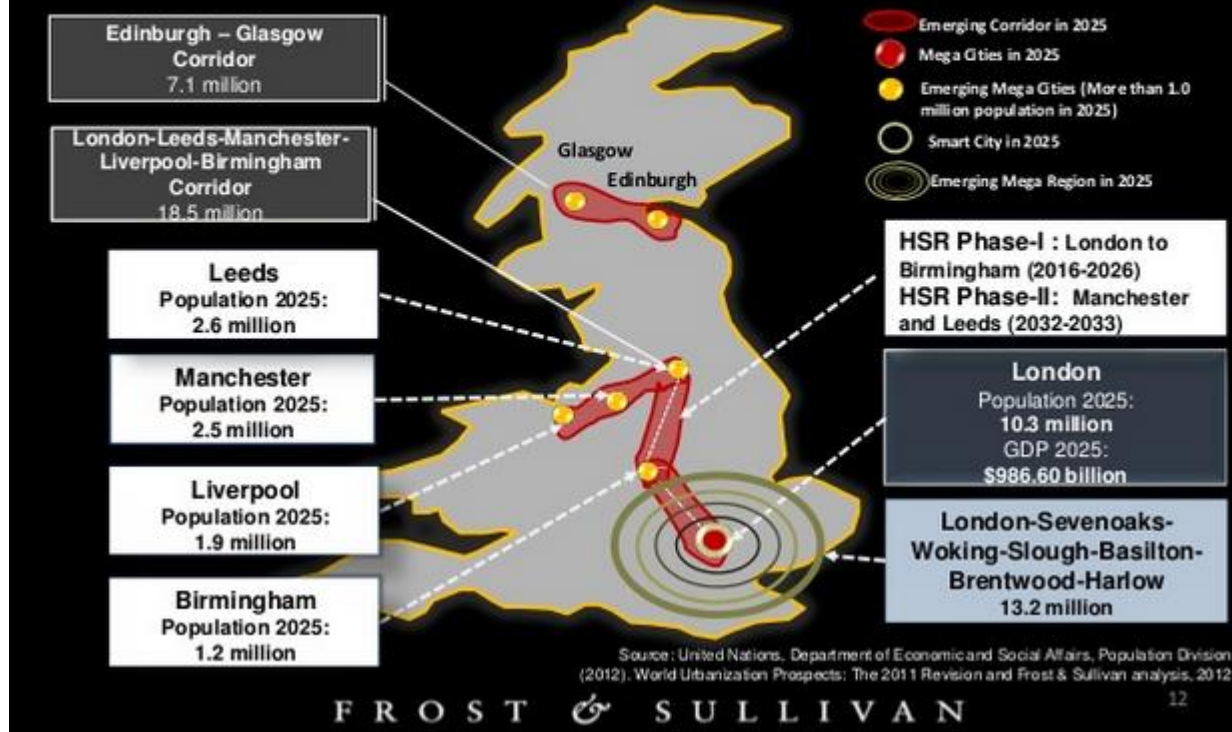 Edinburgh – Glasgow
Corridor
7.1 million
London-Leeds-Manchester-
Liverpool-Birmingham
Corridor
18.5 million
Leeds
Population 2025:
2.6 million
Manchester
Population 2025:
2.5 million
Liverpool
Population 2025:
1.9 million
Birmingham
Population 2025:
1.2 million
Glasgow
Edinburgh
Emerging Corridor in 2025
Mega Cities in 2025
Emerging Mega Cities (More than 1.0
million population in 2025)
Smart City in 2025
Emerging Mega Region in 2025
HSR Phase-I : London to
Birmingham (2016-2026)
HSR Phase-II: Manchester
and Leeds (2032-2033)
London
Population 2025:
10.3 million
GDP 2025:
$986.60 billion
London-Sevenoaks-
Woking-Slough-Basilton-
Brentwood-Harlow
13.2 million
Source: United Nations, Department of Economic and Social Affairs, Population Division
(2012). World Urbanization Prospects: The 2011 Revision and Frost & Sullivan analysis, 2012
12
FROST & SULLIVAN